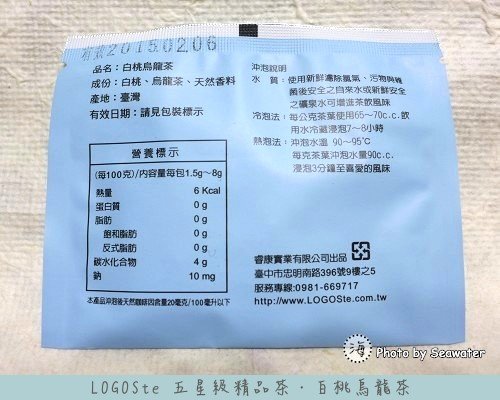 有效2015.02.06
品名：白桃烏龍茶
成份：白桃、烏龍茶、天然香料
產地：臺灣
有效日期：請見包裝標示
營養標示
(每100克)/內容量每包1.5g~8g
熱量 6 Kcal
蛋白質 0 g
脂肪 0 g
飽和脂肪 0 g
反式脂肪 0 g
碳水化合物 4 g
鈉 10 mg
本產品沖泡後天然咖啡因含量20毫克/100毫升以下
沖泡說明
水 質：使用新鮮濾除氯氣、污物與雜
菌後安全之自來水或新鮮安全
之礦泉水可增進茶飲風味
冷泡法：每公克茶葉使用65~70c.c.飲
用水冷藏浸泡7~8小時
熱泡法：沖泡水溫 90~95℃
每克茶葉沖泡水量90c.c.
浸泡3分鐘至喜愛的風味
睿康實業有限公司出品
臺中市忠明南路396號9樓之5
服務專線:0981-669717
http://www.LOGOSte.com.tw
海 Photo by Seawater
LOGOSte 五星級精品茶．白桃烏龍茶